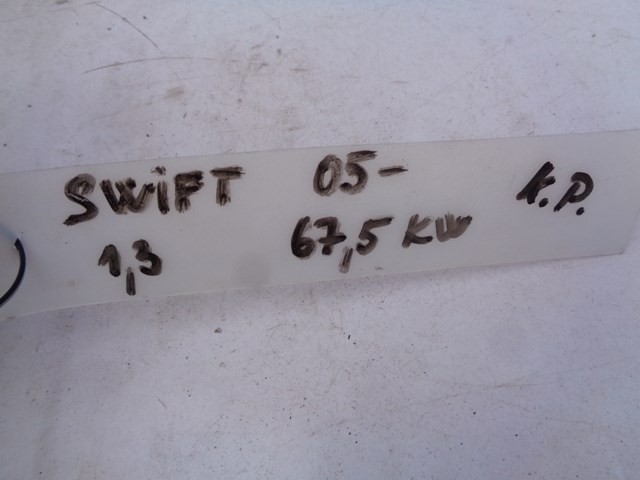 SWiFT 05- K.P.
1,3 67,5 KW